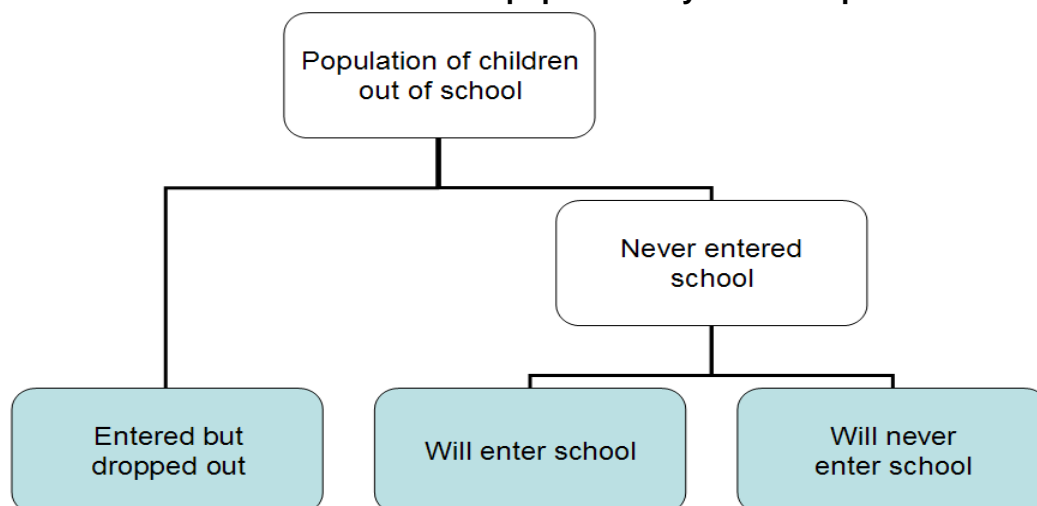 Population of children
out of school
Never entered
school
Entered but
dropped out
Will enter school
Will never
enter school